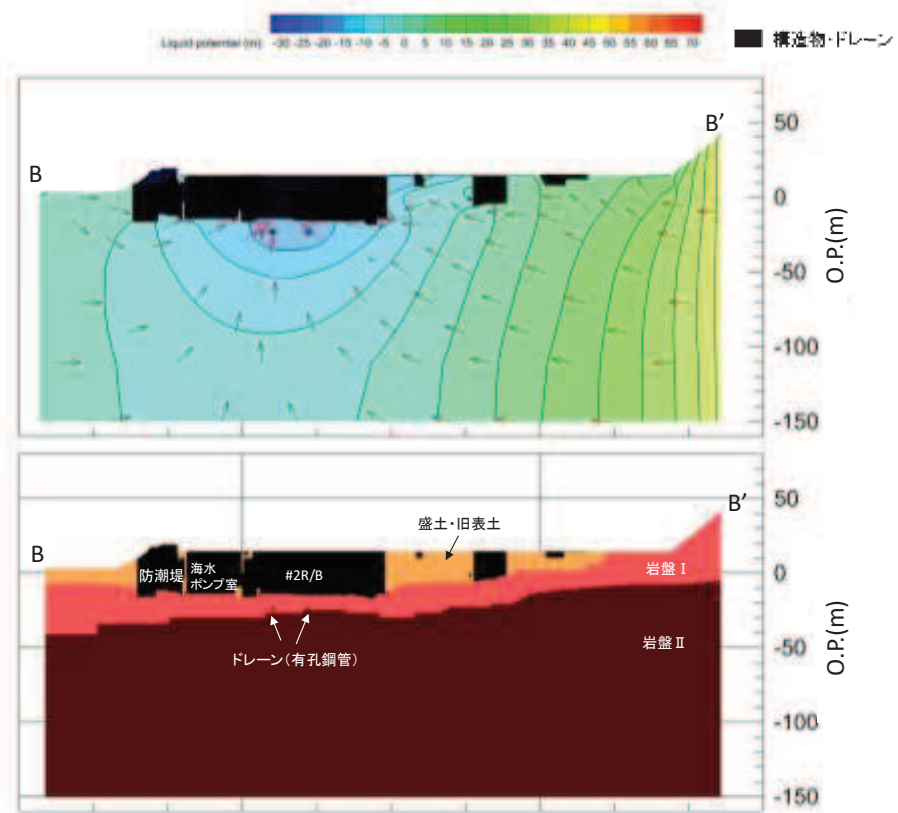 Liquid potential (m) -30 -25 -20 -15 -10 -5 0 5 10 15 20 25 30 35 40 45 50 55 60 65 70
構造物・ドレーン
B
B’
50
0
-50
-100
-150
O.P.(m)
B
B’
盛土・旧表土
防潮堤
海水
ポンプ室
#2R/B
岩盤Ⅰ
ドレーン(有孔鋼管)
岩盤Ⅱ
50
0
-50
-100
-150
O.P.(m)